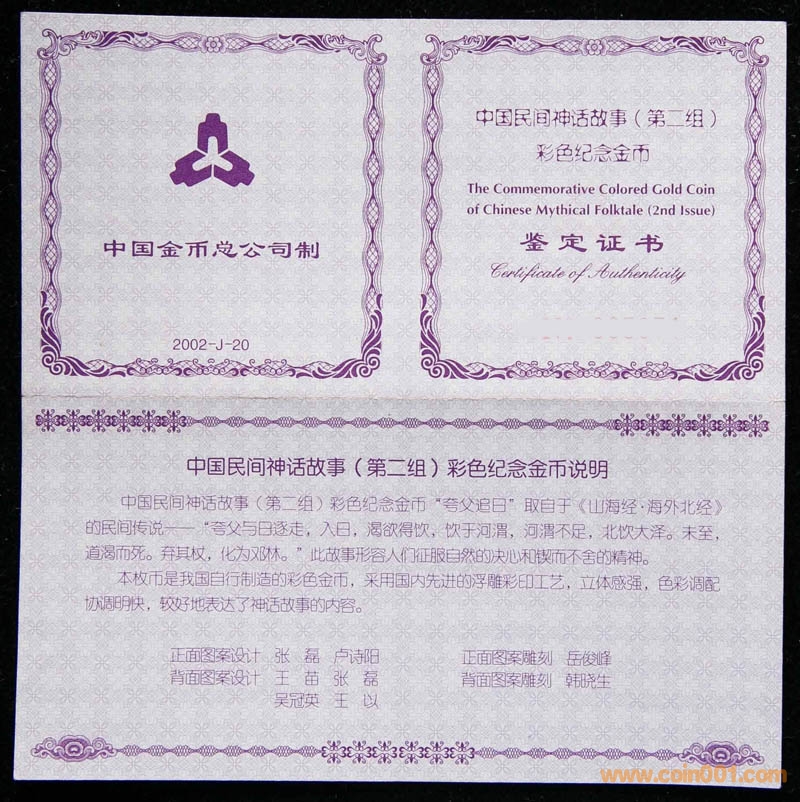 中国金币总公司制
2002-J-20
中国民间神话故事（第二组）
彩色纪念金币
The Commemorative Colored Gold Coin
of Chinese Mythical Folktale (2nd Issue)
鉴定证书
Certificate of Authenticity
中国民间神话故事（第二组）彩色纪念金币说明
中国民间神话故事（第二组）彩色纪念金币“夸父追日”取自于《山海经·海外北经》
的民间传说——“夸父与日逐走，入日，渴欲得饮，饮于河渭，河渭不足，北饮大泽。未至，
道渴而死。弃其杖，化为邓林。”此故事形容人们征服自然的决心和锲而不舍的精神。
本枚币是我国自行制造的彩色金币，采用国内先进的浮雕彩印工艺，立体感强，色彩调配
协调明快，较好地表达了神话故事的内容。
正面图案设计 张 磊 卢诗阳 正面图案雕刻 岳俊峰
背面图案设计 王 苗 张 磊 背面图案雕刻 韩晓生
吴冠英 王 以
www.coin001.com